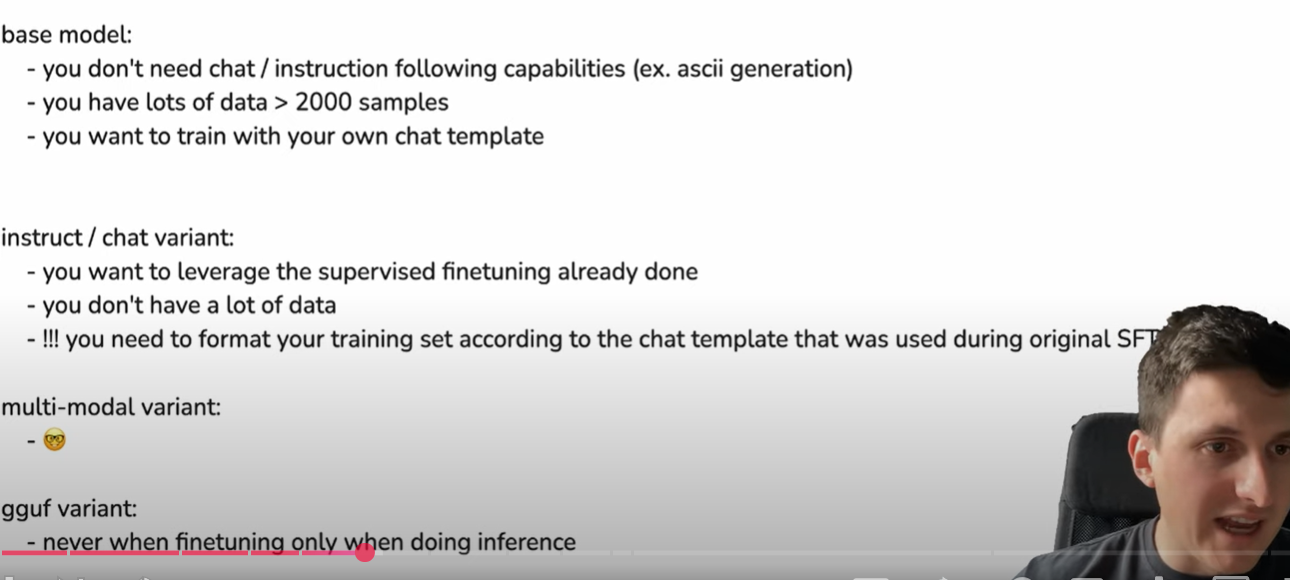 base model:
- you don't need chat / instruction following capabilities (ex. ascii generation)
- you have lots of data > 2000 samples
- you want to train with your own chat template
instruct / chat variant:
- you want to leverage the supervised finetuning already done
- you don't have a lot of data
- !!! you need to format your training set according to the chat template that was used during original SFT
multi-modal variant:
- 🤓
gguf variant:
- never when finetuning only when doing inference